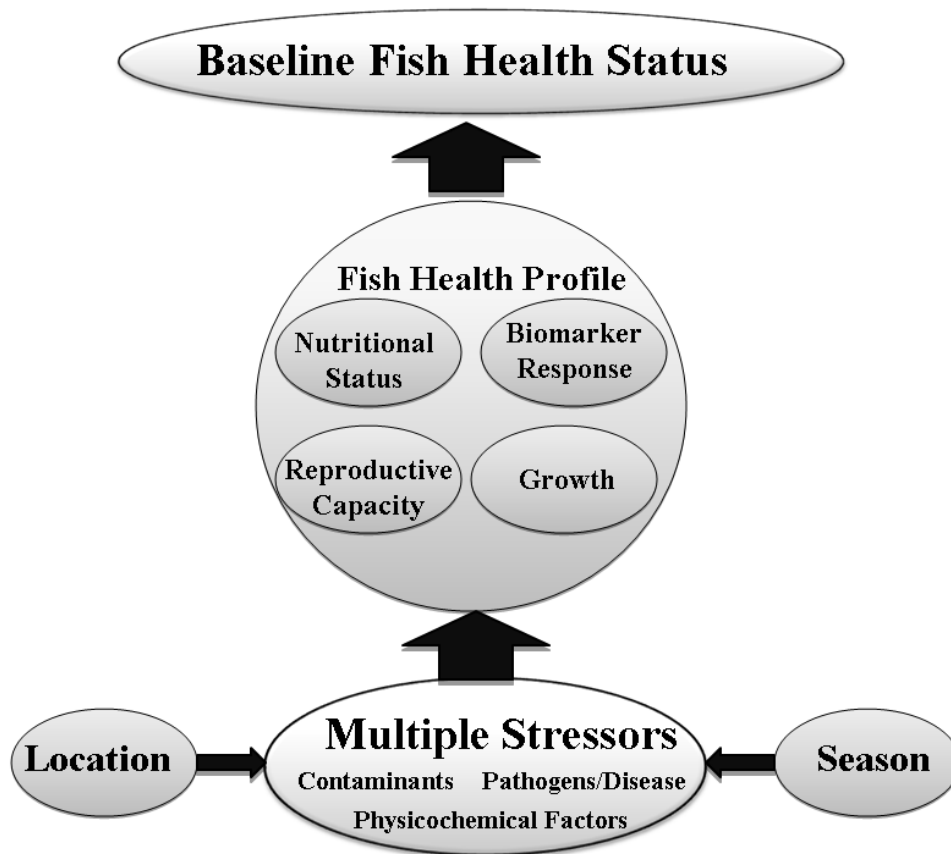 Baseline Fish Health Status
Fish Health Profile
Nutritional
Status
Biomarker
Response
Reproductive
Capacity
Growth
Location
Multiple Stressors
Contaminants Pathogens/Disease
Physicochemical Factors
Season